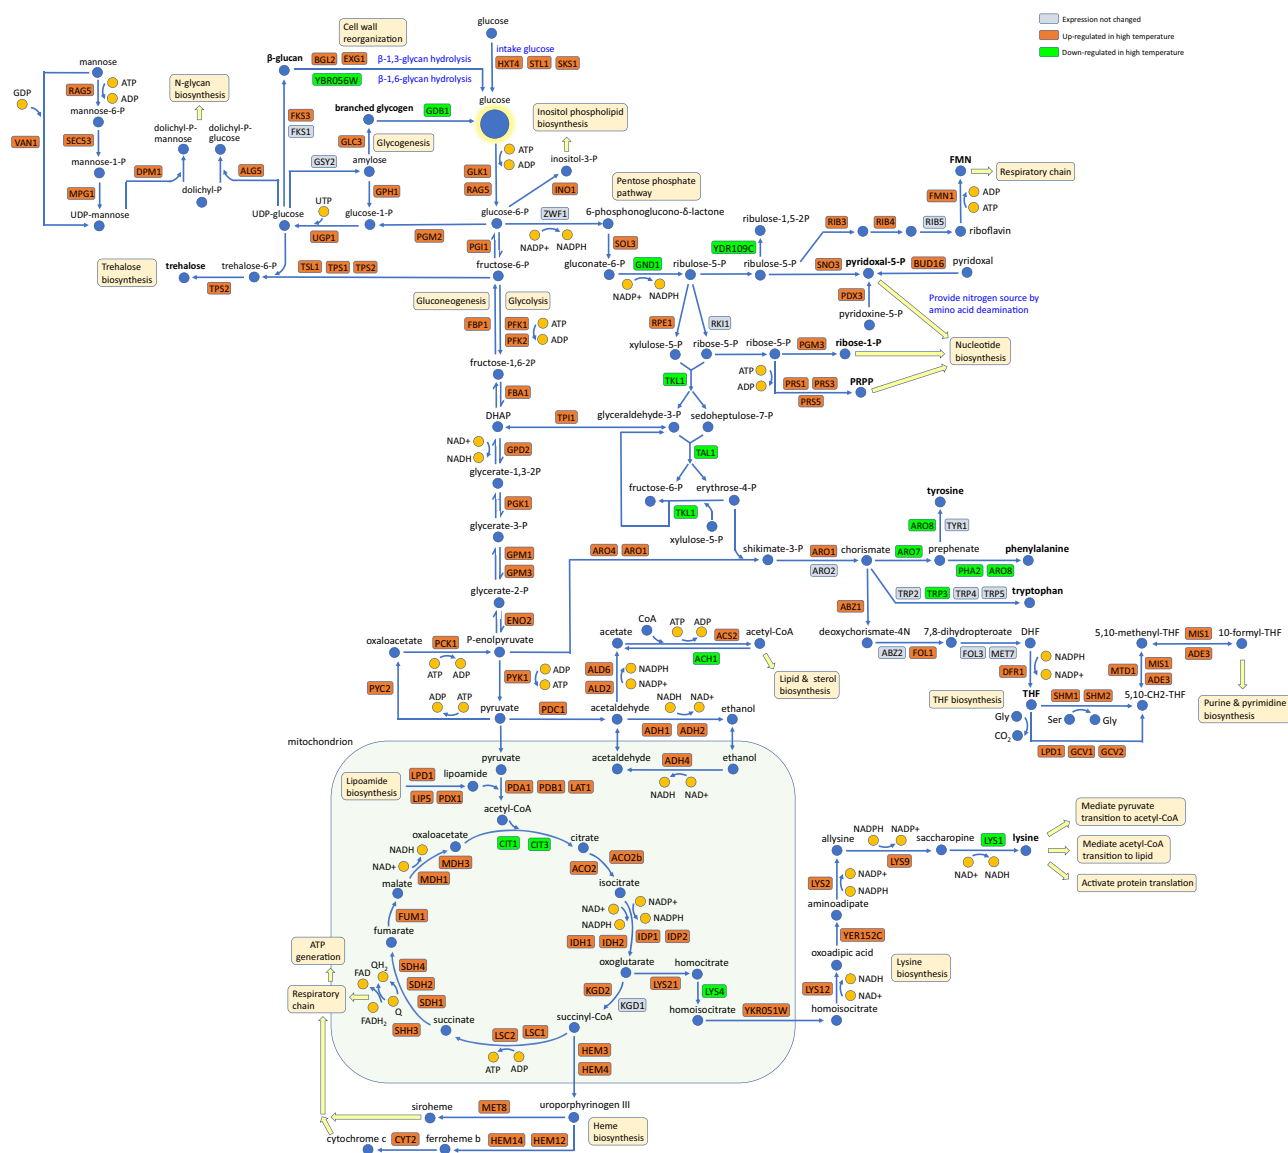 Expression not changed
Up-regulated in high temperature
Down-regulated in high temperature
Cell wall
reorganization
glucose
intake glucose
HXT4 STL1 SKS1
β-glucan
BGL2 EXG1
β-1,3-glycan hydrolysis
YBR056W
β-1,6-glycan hydrolysis
mannose
GDP
RAG5
ATP
ADP
N-glycan
biosynthesis
mannose-6-P
VAN1
SEC53
mannose-1-P
MPG1
UDP-mannose
dolichyl-P-
mannose
dolichyl-P-
glucose
DPM1
dolichyl-P
ALG5
FKS3
FKS1
branched glycogen
GDB1
glucose
GLC3
Glycogenesis
GSY2
amylose
GPH1
UTP
UDP-glucose
UGP1
glucose-1-P
PGM2
GLK1
RAG5
ATP
ADP
Inositol phospholipid
biosynthesis
inositol-3-P
INO1
glucose-6-P
Pentose phosphate
pathway
ZWF1
NADP+
NADPH
6-phosphonoglucono-δ-lactone
SOL3
gluconate-6-P
GND1
NADP+
NADPH
ribulose-5-P
ribulose-1,5-2P
YDR109C
ribulose-5-P
RIB3
RIB4
RIB5
riboflavin
FMN
FMN1
ADP
ATP
Respiratory chain
SNO3
pyridoxal-5-P
BUD16
pyridoxal
PDX3
pyridoxine-5-P
Provide nitrogen source by
amino acid deamination
Trehalose
biosynthesis
trehalose
TPS2
trehalose-6-P
TSL1 TPS1 TPS2
PGI1
fructose-6-P
Gluconeogenesis
Glycolysis
FBP1
PFK1
PFK2
ATP
ADP
fructose-1,6-2P
FBA1
DHAP
TPI1
RPE1
RKI1
xylulose-5-P
ribose-5-P
ribose-5-P
PGM3
ribose-1-P
Nucleotide
biosynthesis
ATP
ADP
PRS1 PRS3
PRS5
PRPP
TKL1
glyceraldehyde-3-P
sedoheptulose-7-P
TAL1
fructose-6-P
erythrose-4-P
TKL1
xylulose-5-P
NAD+
NADH
GPD2
glycerate-1,3-2P
PGK1
glycerate-3-P
GPM1
GPM3
glycerate-2-P
ENO2
P-enolpyruvate
ARO4 ARO1
shikimate-3-P
ARO1
ARO2
chorismate
ARO7
prephenate
tyrosine
ARO8
TYR1
phenylalanine
PHA2
ARO8
TRP2
TRP3
TRP4
TRP5
tryptophan
ABZ1
deoxychorismate-4N
ABZ2
FOL1
7,8-dihydropteroate
FOL3
MET7
DHF
DFR1
NADPH
NADP+
THF biosynthesis
THF
Gly
CO2
SHM1 SHM2
Ser
Gly
LPD1 GCV1 GCV2
5,10-CH2-THF
MTD1
MIS1
ADE3
5,10-methenyl-THF
MIS1
ADE3
10-formyl-THF
Purine & pyrimidine
biosynthesis
oxaloacetate
PCK1
ATP
ADP
PYC2
ADP
ATP
PYK1
ADP
ATP
pyruvate
PDC1
acetaldehyde
ALD6
ALD2
NADPH
NADP+
acetate
CoA
ATP
ADP
ACS2
ACH1
acetyl-CoA
Lipid & sterol
biosynthesis
NADH
NAD+
ADH1 ADH2
ethanol
mitochondrion
pyruvate
acetaldehyde
ADH4
ethanol
NADH
NAD+
Lipoamide
biosynthesis
LPD1
LIP5 PDX1
lipoamide
PDA1 PDB1 LAT1
acetyl-CoA
oxaloacetate
CIT1
CIT3
citrate
ACO2b
ACO2
isocitrate
NADH
NAD+
MDH3
MDH1
malate
FUM1
fumarate
NAD+
NADPH
NADP+
NADPH
IDH1
IDH2
IDP1
IDP2
oxoglutarate
LYS21
homocitrate
LYS4
homoisocitrate
YKR051W
KGD2
KGD1
succinyl-CoA
LSC2
LSC1
ATP
ADP
succinate
SDH4
SDH2
SDH1
SHH3
FAD
QH2
FADH2
Q
ATP
generation
Respiratory
chain
HEM3
HEM4
uroporphyrinogen III
Heme
biosynthesis
MET8
siroheme
HEM12
HEM14
ferroheme b
CYT2
cytochrome c
homoisocitrate
LYS12
NADH
NAD+
oxoadipic acid
Lysine
biosynthesis
YER152C
aminoadipate
LYS2
NADP+
NADPH
allysine
NADPH
NADP+
LYS9
saccharopine
LYS1
NAD+
NADH
lysine
Mediate pyruvate
transition to acetyl-CoA
Mediate acetyl-CoA
transition to lipid
Activate protein translation